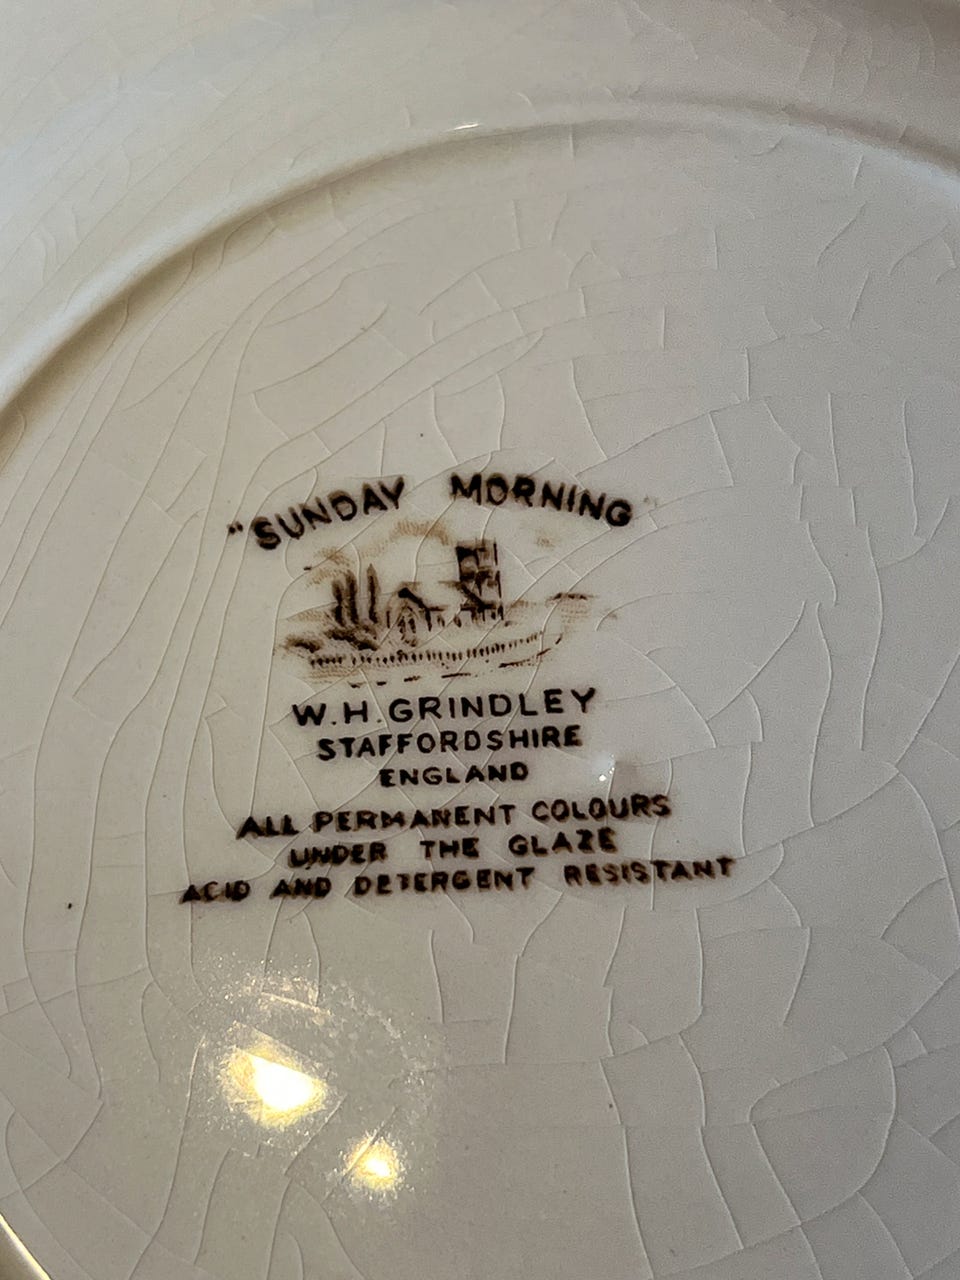 "SUNDAY MORNING"
W.H.GRINDLEY
STAFFORDSHIRE
ENGLAND
ALL PERMANENT COLOURS
UNDER THE GLAZE
ACID AND DETERGENT RESISTANT